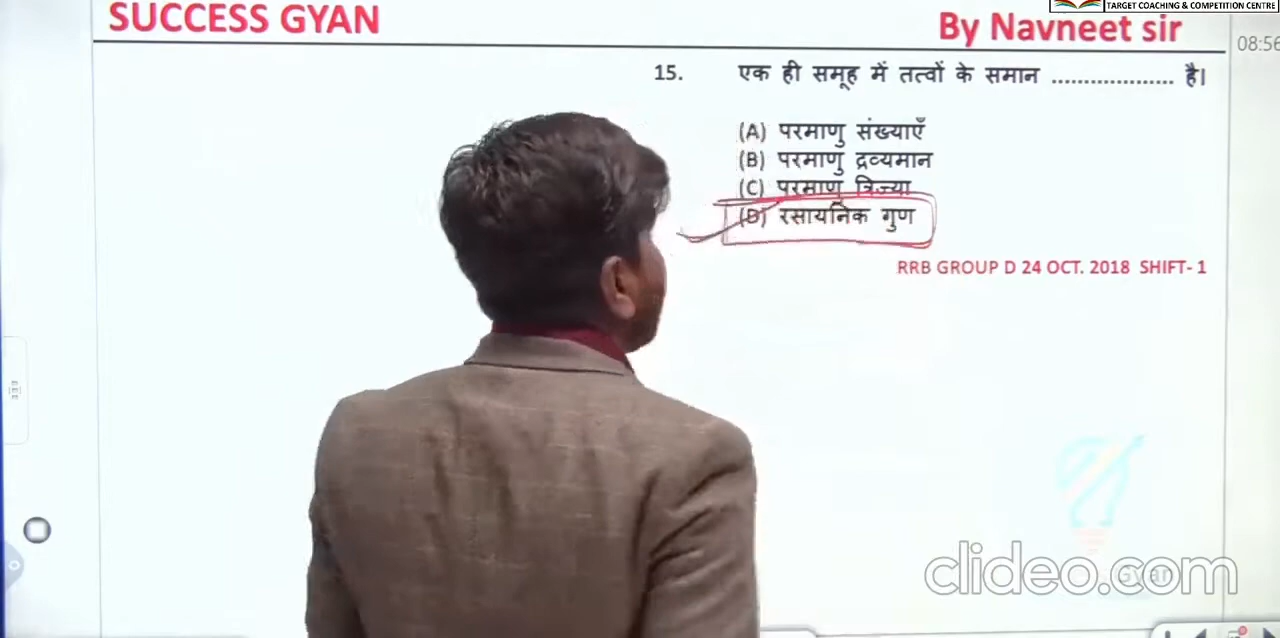 TARGET COACHING & COMPETITION CENTRE
SUCCESS GYAN
By Navneet sir
08:56
15. एक ही समूह में तत्वों के समान ................... है।
(A) परमाणु संख्याएँ
(B) परमाणु द्रव्यमान
(C) परमाणु त्रिज्या
(D) रसायनिक गुण
RRB GROUP D 24 OCT. 2018 SHIFT- 1
Gyan
clideo.com